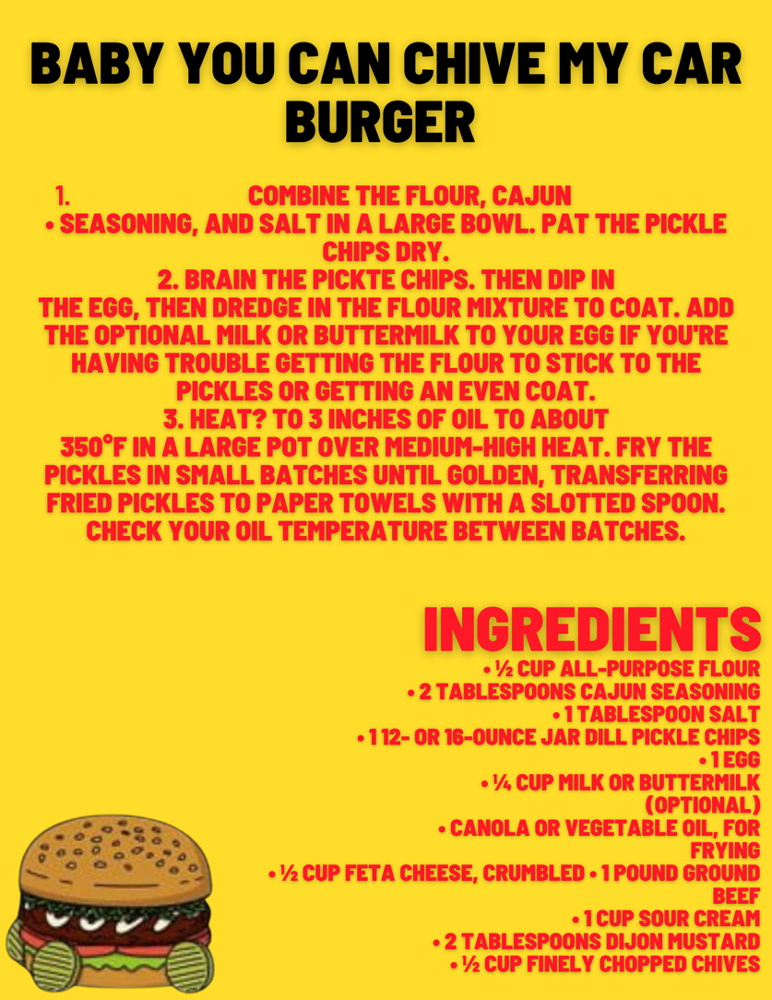 BABY YOU CAN CHIVE MY CAR
BURGER
1. COMBINE THE FLOUR, CAJUN
• SEASONING, AND SALT IN A LARGE BOWL. PAT THE PICKLE
CHIPS DRY.
2. BRAIN THE PICKTE CHIPS. THEN DIP IN
THE EGG, THEN DREDGE IN THE FLOUR MIXTURE TO COAT. ADD
THE OPTIONAL MILK OR BUTTERMILK TO YOUR EGG IF YOU'RE
HAVING TROUBLE GETTING THE FLOUR TO STICK TO THE
PICKLES OR GETTING AN EVEN COAT.
3. HEAT? TO 3 INCHES OF OIL TO ABOUT
350°F IN A LARGE POT OVER MEDIUM-HIGH HEAT. FRY THE
PICKLES IN SMALL BATCHES UNTIL GOLDEN, TRANSFERRING
FRIED PICKLES TO PAPER TOWELS WITH A SLOTTED SPOON.
CHECK YOUR OIL TEMPERATURE BETWEEN BATCHES.
INGREDIENTS
• ½ CUP ALL-PURPOSE FLOUR
• 2 TABLESPOONS CAJUN SEASONING
• 1 TABLESPOON SALT
• 1 12- OR 16-OUNCE JAR DILL PICKLE CHIPS
• 1 EGG
• ¼ CUP MILK OR BUTTERMILK
(OPTIONAL)
• CANOLA OR VEGETABLE OIL, FOR
FRYING
• ½ CUP FETA CHEESE, CRUMBLED • 1 POUND GROUND
BEEF
• 1 CUP SOUR CREAM
• 2 TABLESPOONS DIJON MUSTARD
• ½ CUP FINELY CHOPPED CHIVES